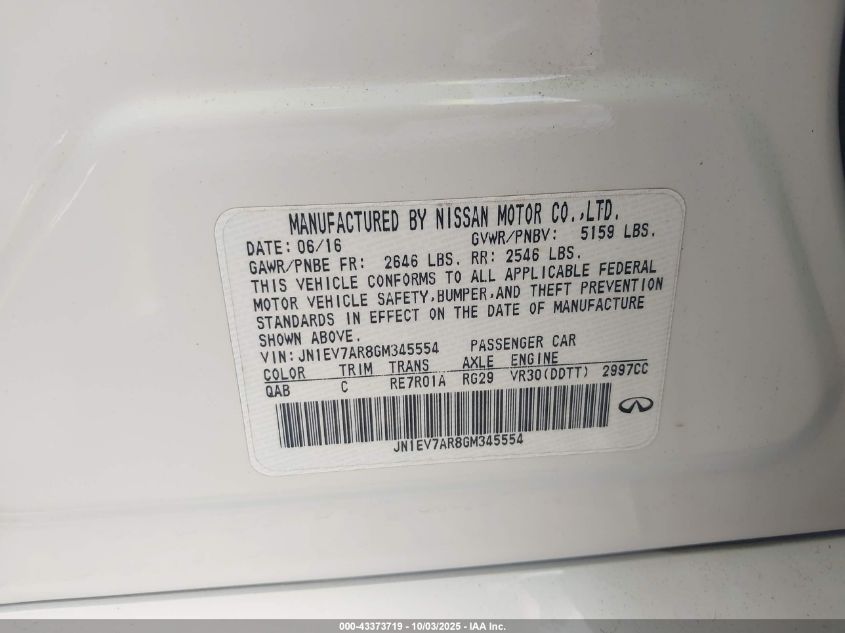 MANUFACTURED BY NISSAN MOTOR CO.,LTD.
DATE: 06/16 GVWR/PNBV: 5159 LBS.
GAWR/PNBE FR: 2646 LBS. RR: 2546 LBS.
THIS VEHICLE CONFORMS TO ALL APPLICABLE FEDERAL
MOTOR VEHICLE SAFETY,BUMPER,AND THEFT PREVENTION
STANDARDS IN EFFECT ON THE DATE OF MANUFACTURE
SHOWN ABOVE.
VIN:JN1EV7AR8GM345554 PASSENGER CAR
COLOR TRIM TRANS AXLE ENGINE
QAB C RE7R01A RG29 VR30(DDTT) 2997CC
JN1EV7AR8GM345554
000-43373719 - 10/03/2025 - IAA Inc.